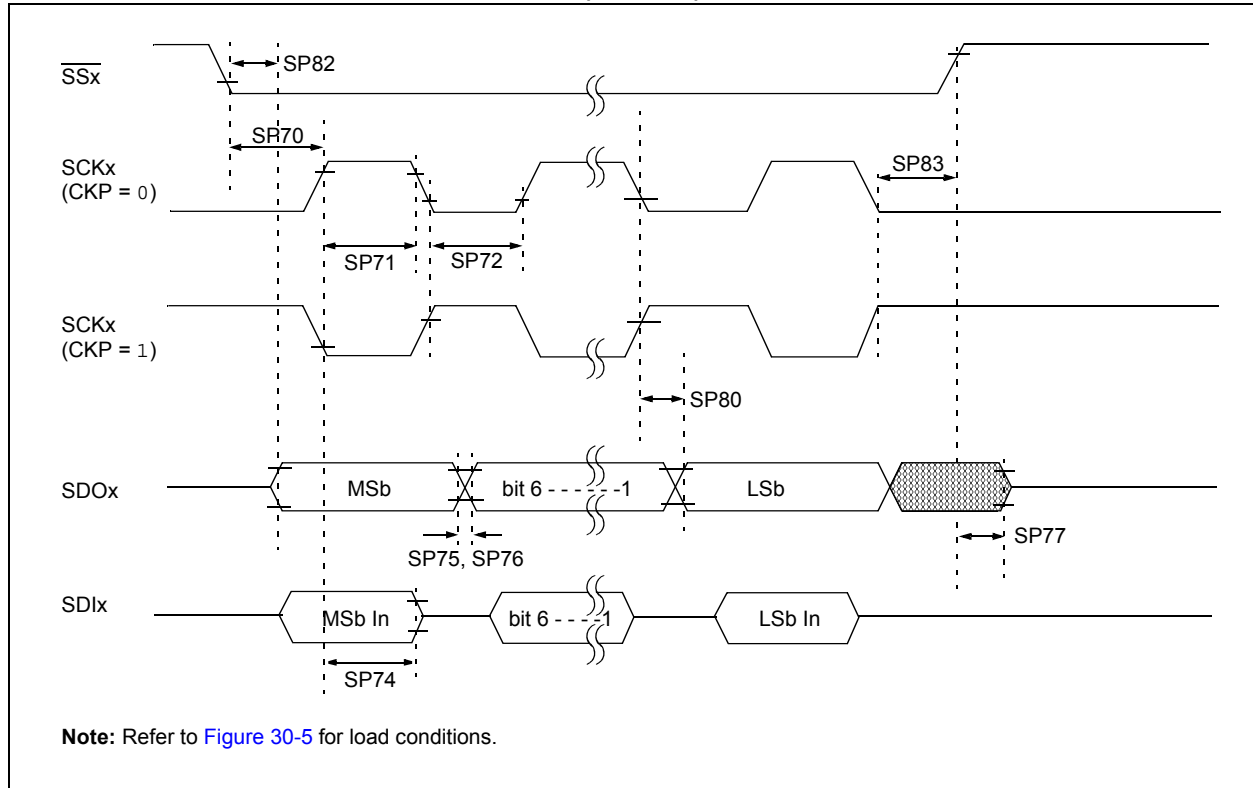 SSx
SP82
SP70
SCKx
(CKP = 0)
SP83
SP71
SP72
SCKx
(CKP = 1)
SP80
SDOx
MSb
bit 6 - - - - - -1
LSb
SP75, SP76
SP77
SDIx
MSb In
bit 6 - - - -1
LSb In
SP74
Note: Refer to Figure 30-5 for load conditions.